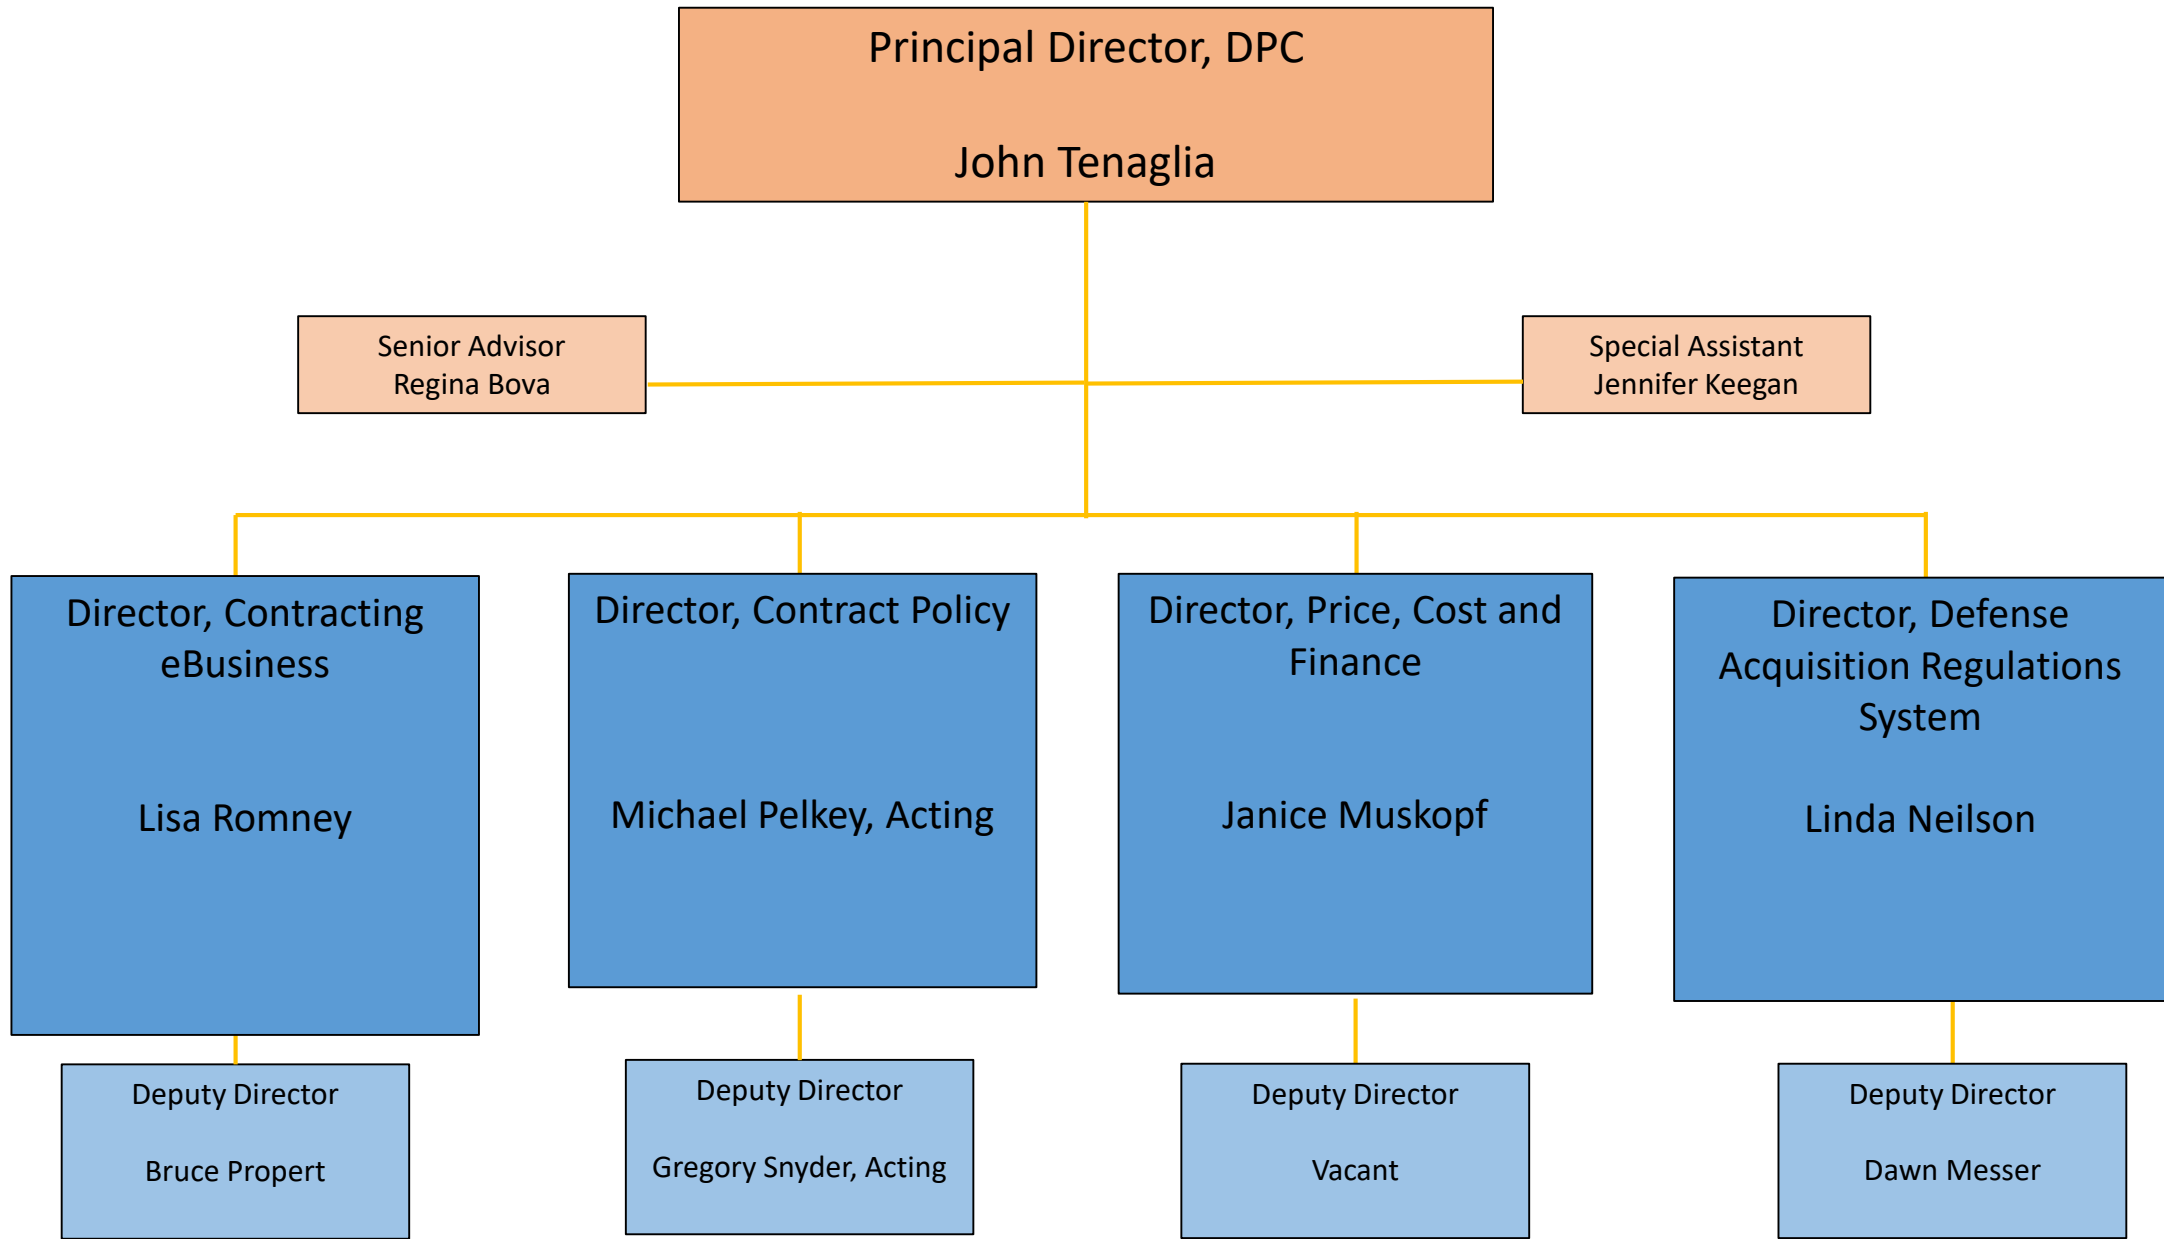 Principal Director, DPC
John Tenaglia
Senior Advisor
Regina Bova
Special Assistant
Jennifer Keegan
Director, Contracting
eBusiness
Lisa Romney
Director, Contract Policy
Michael Pelkey, Acting
Director, Price, Cost and
Finance
Janice Muskopf
Director, Defense
Acquisition Regulations
System
Linda Neilson
Deputy Director
Bruce Propert
Deputy Director
Gregory Snyder, Acting
Deputy Director
Vacant
Deputy Director
Dawn Messer